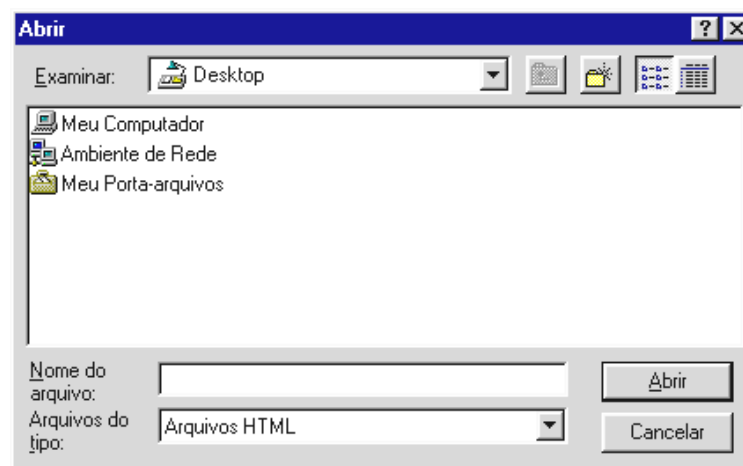 Abrir
Examinar: Desktop
Meu Computador
Ambiente de Rede
Meu Porta-arquivos
Nome do
arquivo:
Abrir
Arquivos do
tipo:
Arquivos HTML
Cancelar